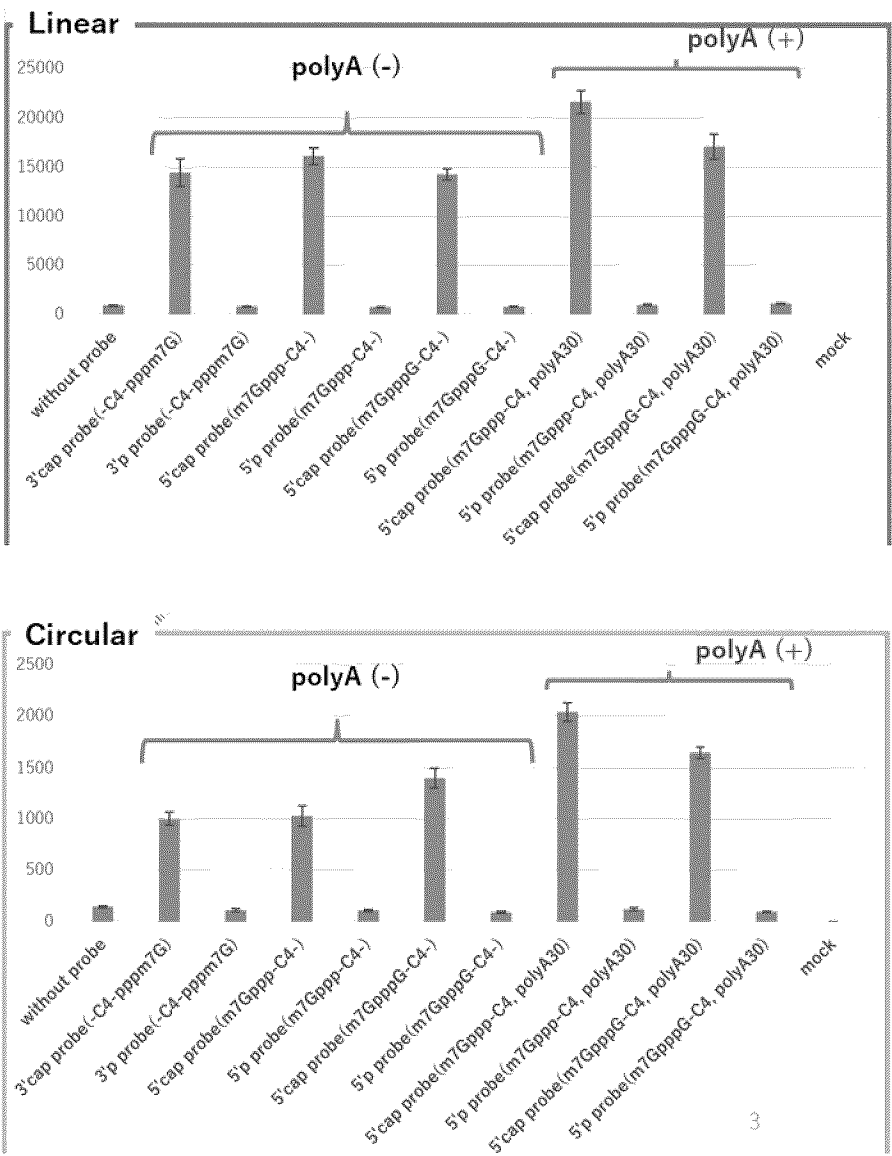 Linear
polyA (+)
polyA (-)
25000
20000
15000
10000
5000
0
without probe
3'cap probe(-C4-pppm7G)
3'p probe(-C4-pppm7G)
5'cap probe(m7Gppp-C4-)
5'p probe(m7Gppp-C4-)
5'cap probe(m7GpppG-C4-)
5'p probe(m7GpppG-C4-)
5'cap probe(m7Gppp-C4, polyA30)
5'p probe(m7Gppp-C4, polyA30)
5'cap probe(m7GpppG-C4, polyA30)
5'p probe(m7GpppG-C4, polyA30)
mock
Circular
polyA (+)
polyA (-)
2500
2000
1500
1000
500
0
without probe
3'cap probe(-C4-pppm7G)
3'p probe(-C4-pppm7G)
5'cap probe(m7Gppp-C4-)
5'p probe(m7Gppp-C4-)
5'cap probe(m7GpppG-C4-)
5'p probe(m7GpppG-C4-)
5'cap probe(m7Gppp-C4, polyA30)
5'p probe(m7Gppp-C4, polyA30)
5'cap probe(m7GpppG-C4, polyA30)
5'p probe(m7GpppG-C4, polyA30)
mock
3